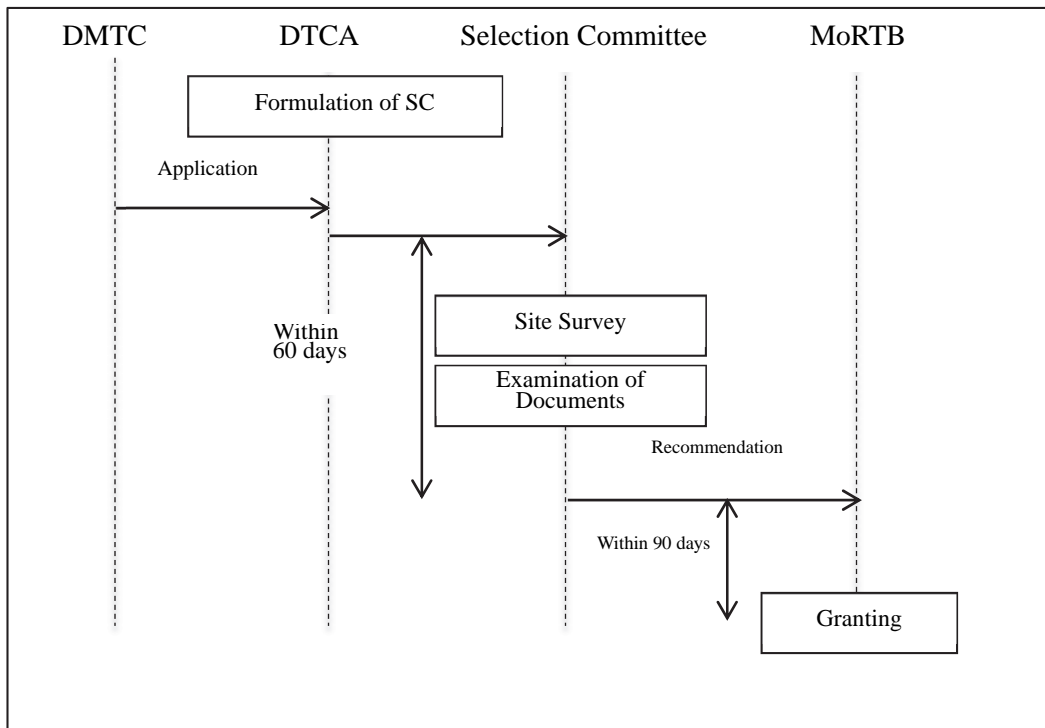 DMTC DTCA Selection Committee MoRTB
Formulation of SC
Application
Site Survey
Within
60 days
Examination of
Documents
Recommendation
Within 90 days
Granting